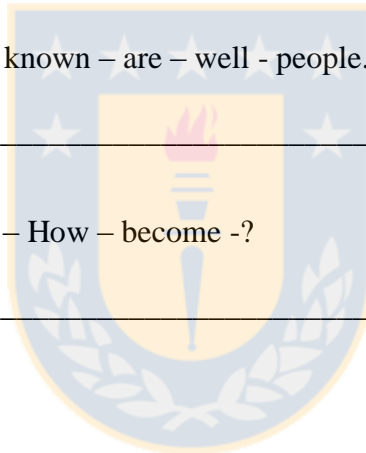 known – are – well - people.
– How – become -?